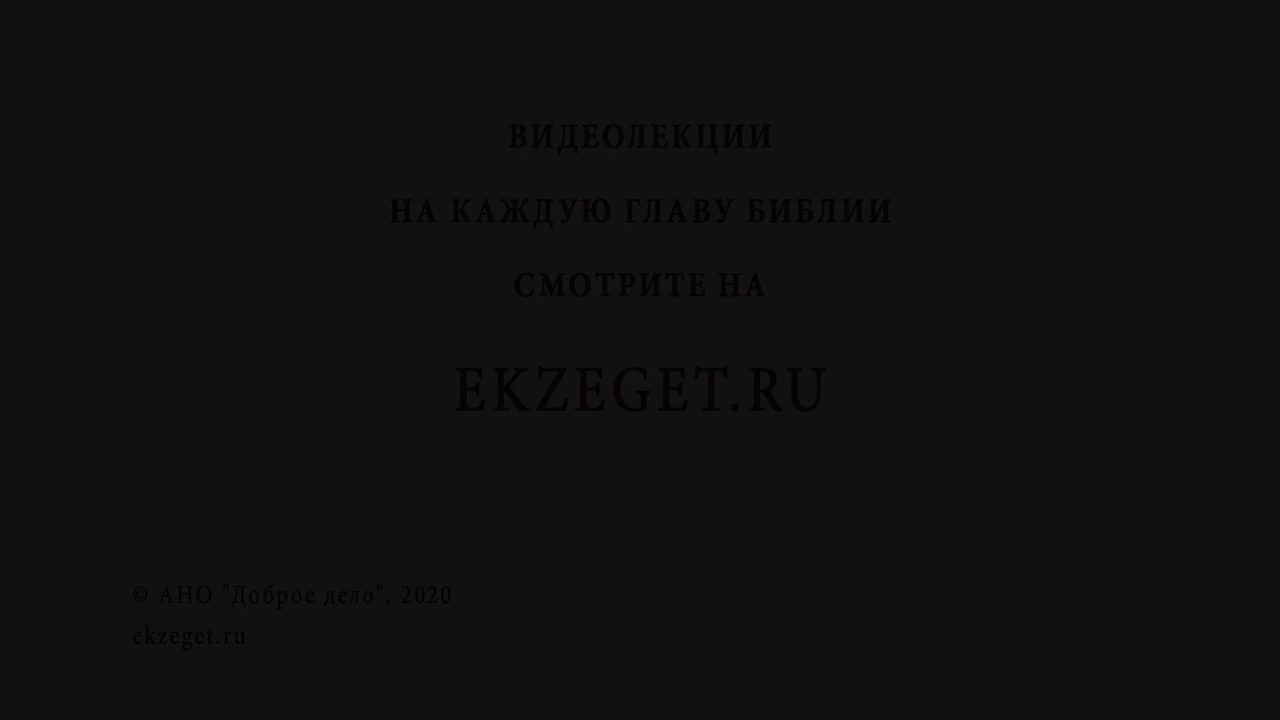 ВИДЕОЛЕКЦИИ
НА КАЖДУЮ ГЛАВУ БИБЛИИ
СМОТРИТЕ НА
EKZEGET.RU
© АНО "Доброе дело", 2020
ekzeget.ru